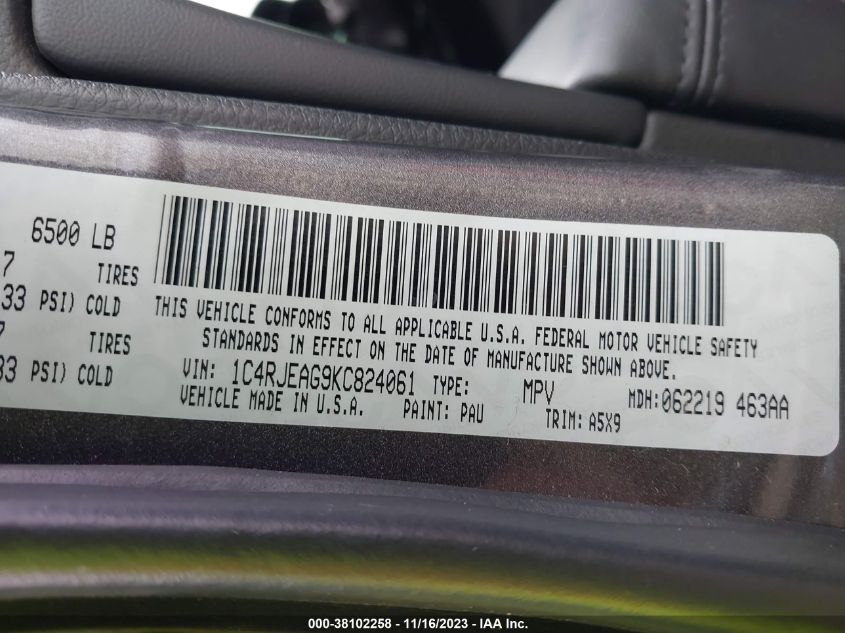 6500 LB
7 TIRES
33 PSI) COLD
7 TIRES
33 PSI) COLD
THIS VEHICLE CONFORMS TO ALL APPLICABLE U.S.A. FEDERAL MOTOR VEHICLE SAFETY
STANDARDS IN EFFECT ON THE DATE OF MANUFACTURE SHOWN ABOVE.
VIN: 1C4RJEAG9KC824061 TYPE: MPV MDH:062219 463AA
VEHICLE MADE IN U.S.A. PAINT: PAU TRIM: A5X9
000-38102258 - 11/16/2023 - IAA Inc.